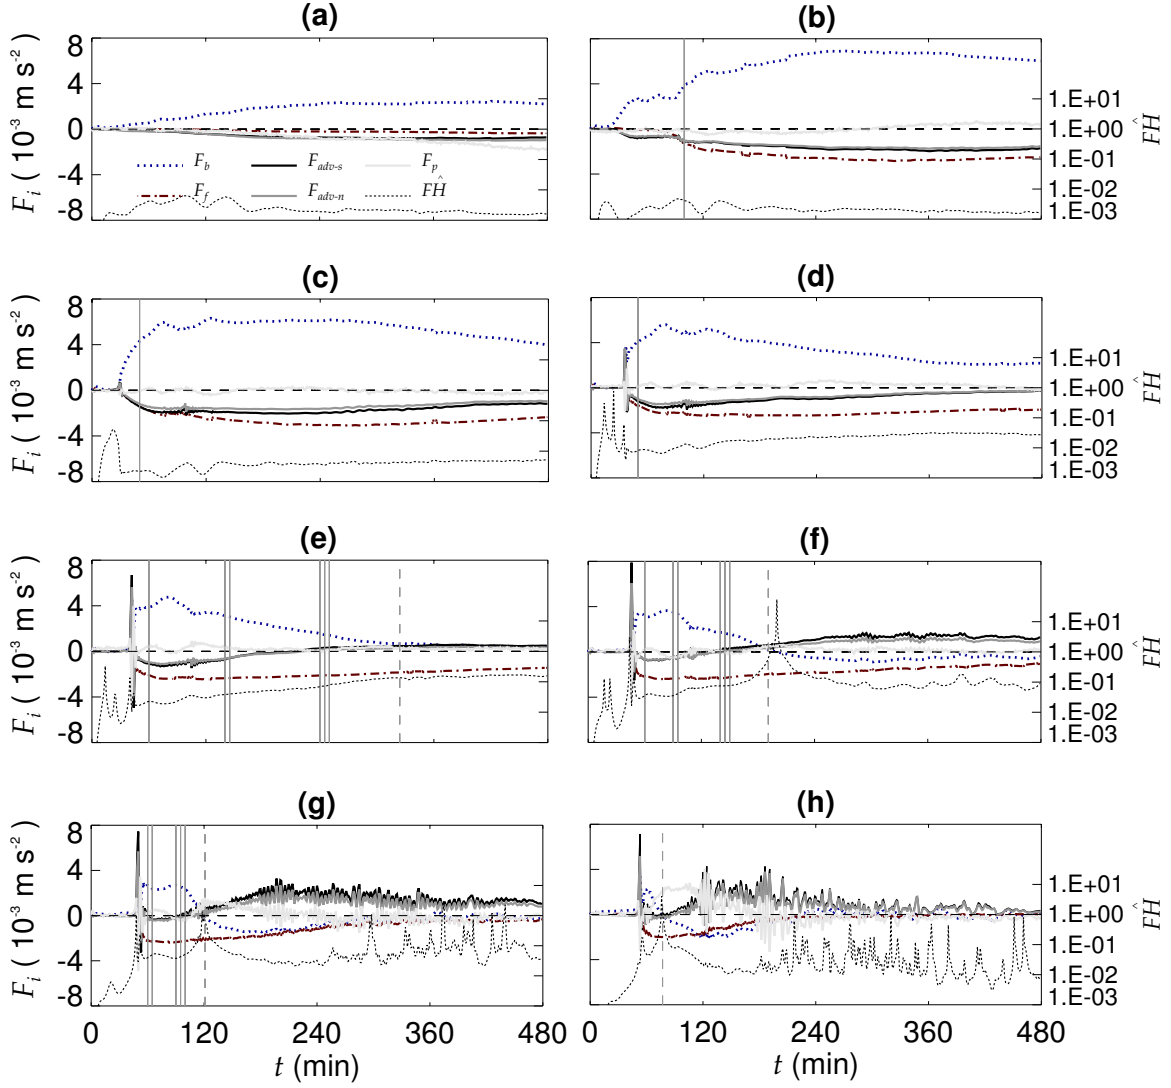 (a)
(b)
8
4
0
-4
-8
F_i ( 10^-3 m s^-2)
F_b
F_adv-s
F_p
F_f
F_adv-n
FĤ
1.E+01
1.E+00
1.E-01
1.E-02
1.E-03
FĤ
(c)
(d)
8
4
0
-4
-8
F_i ( 10^-3 m s^-2)
1.E+01
1.E+00
1.E-01
1.E-02
1.E-03
FĤ
(e)
(f)
8
4
0
-4
-8
F_i ( 10^-3 m s^-2)
1.E+01
1.E+00
1.E-01
1.E-02
1.E-03
FĤ
(g)
(h)
8
4
0
-4
-8
F_i ( 10^-3 m s^-2)
1.E+01
1.E+00
1.E-01
1.E-02
1.E-03
FĤ
0 120 240 360 480
0 120 240 360 480
t (min)
t (min)